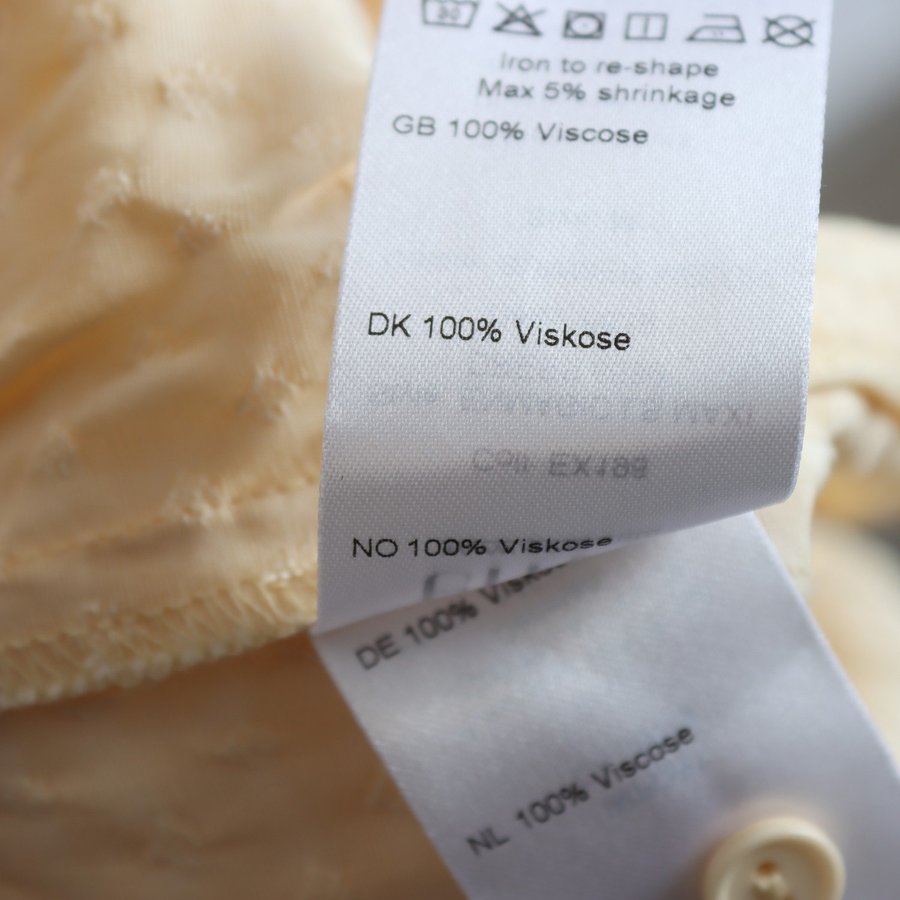 30
Iron to re-shape
Max 5% shrinkage
GB 100% Viscose
DK 100% Viskose
NO 100% Viskose
DE 100% Viskose
NL 100% Viscose